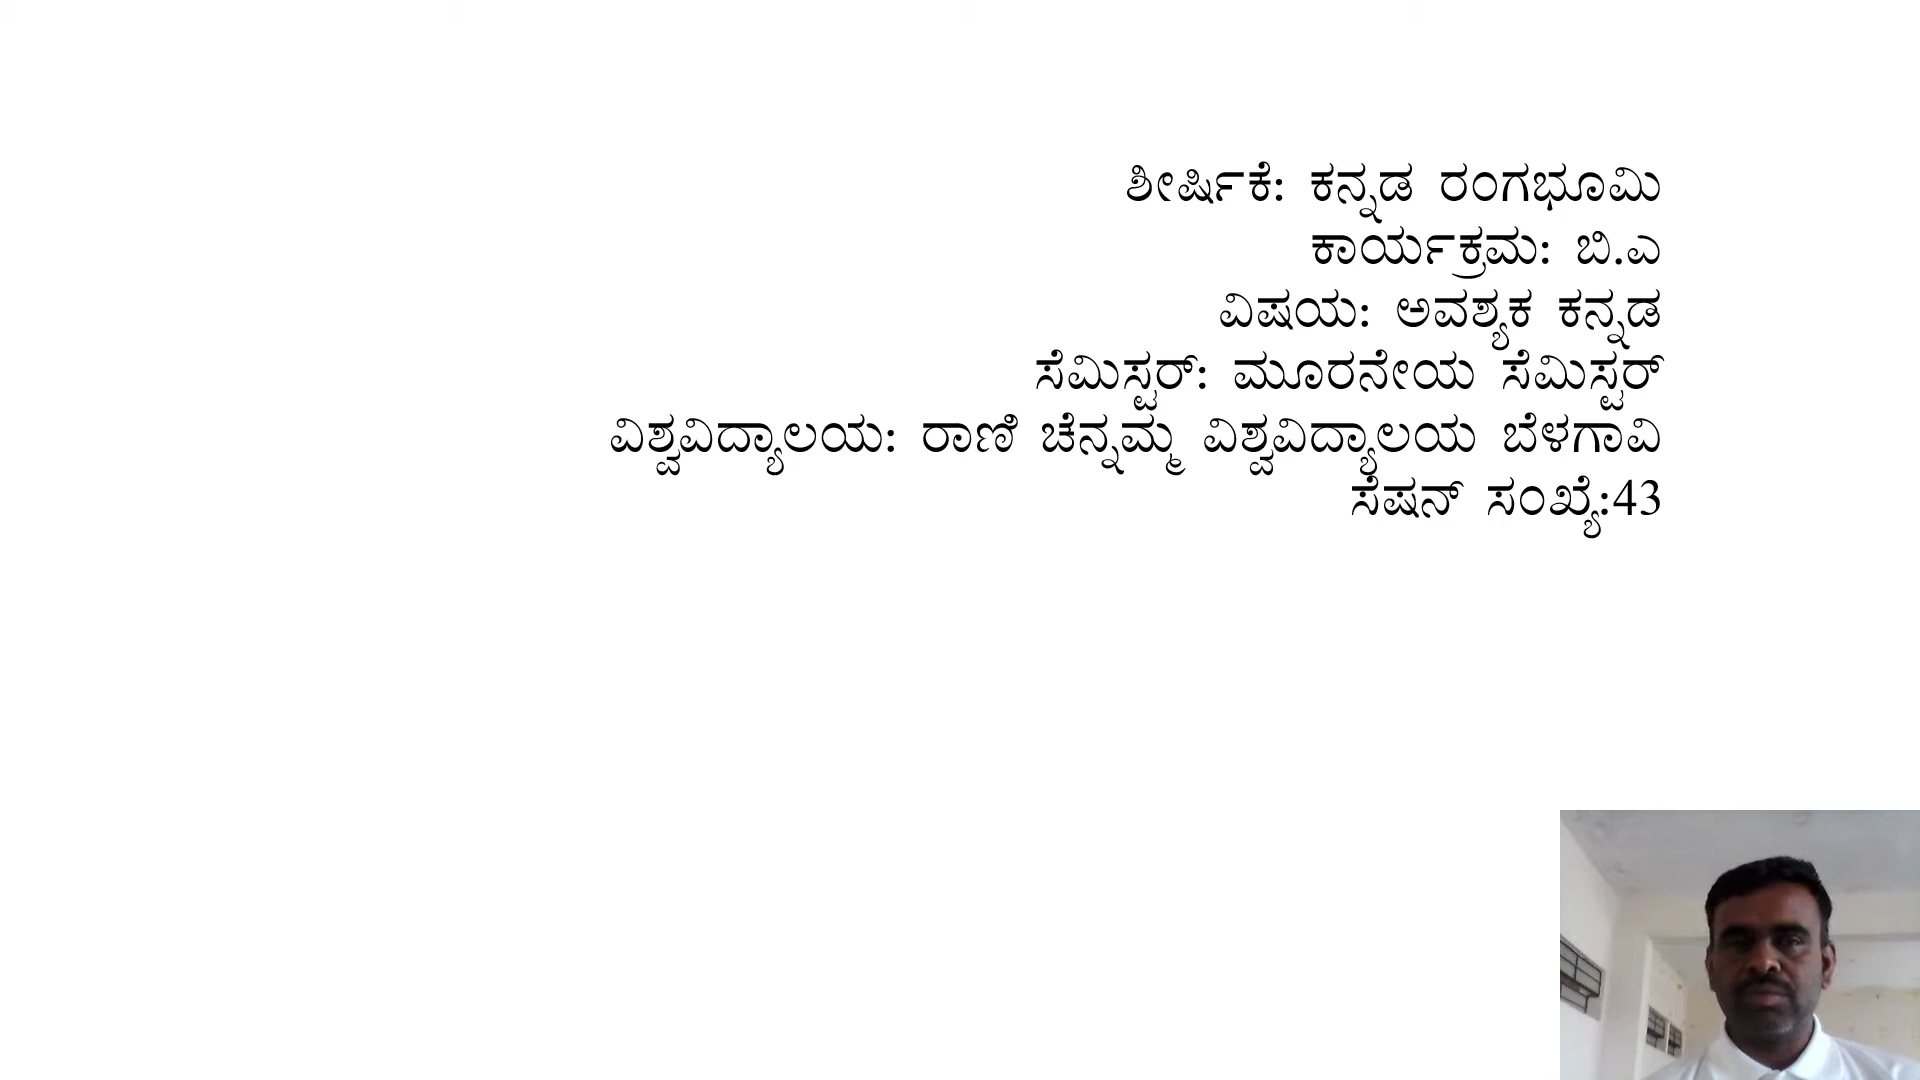 ಶೀರ್ಷಿಕೆ: ಕನ್ನಡ ರಂಗಭೂಮಿ
ಕಾರ್ಯಕ್ರಮ: ಬಿ.ಎ
ವಿಷಯ: ಅವಶ್ಯಕ ಕನ್ನಡ
ಸೆಮಿಸ್ಟರ್: ಮೂರನೇಯ ಸೆಮಿಸ್ಟರ್
ವಿಶ್ವವಿದ್ಯಾಲಯ: ರಾಣಿ ಚೆನ್ನಮ್ಮ ವಿಶ್ವವಿದ್ಯಾಲಯ ಬೆಳಗಾವಿ
ಸೆಷನ್ ಸಂಖ್ಯೆ:43